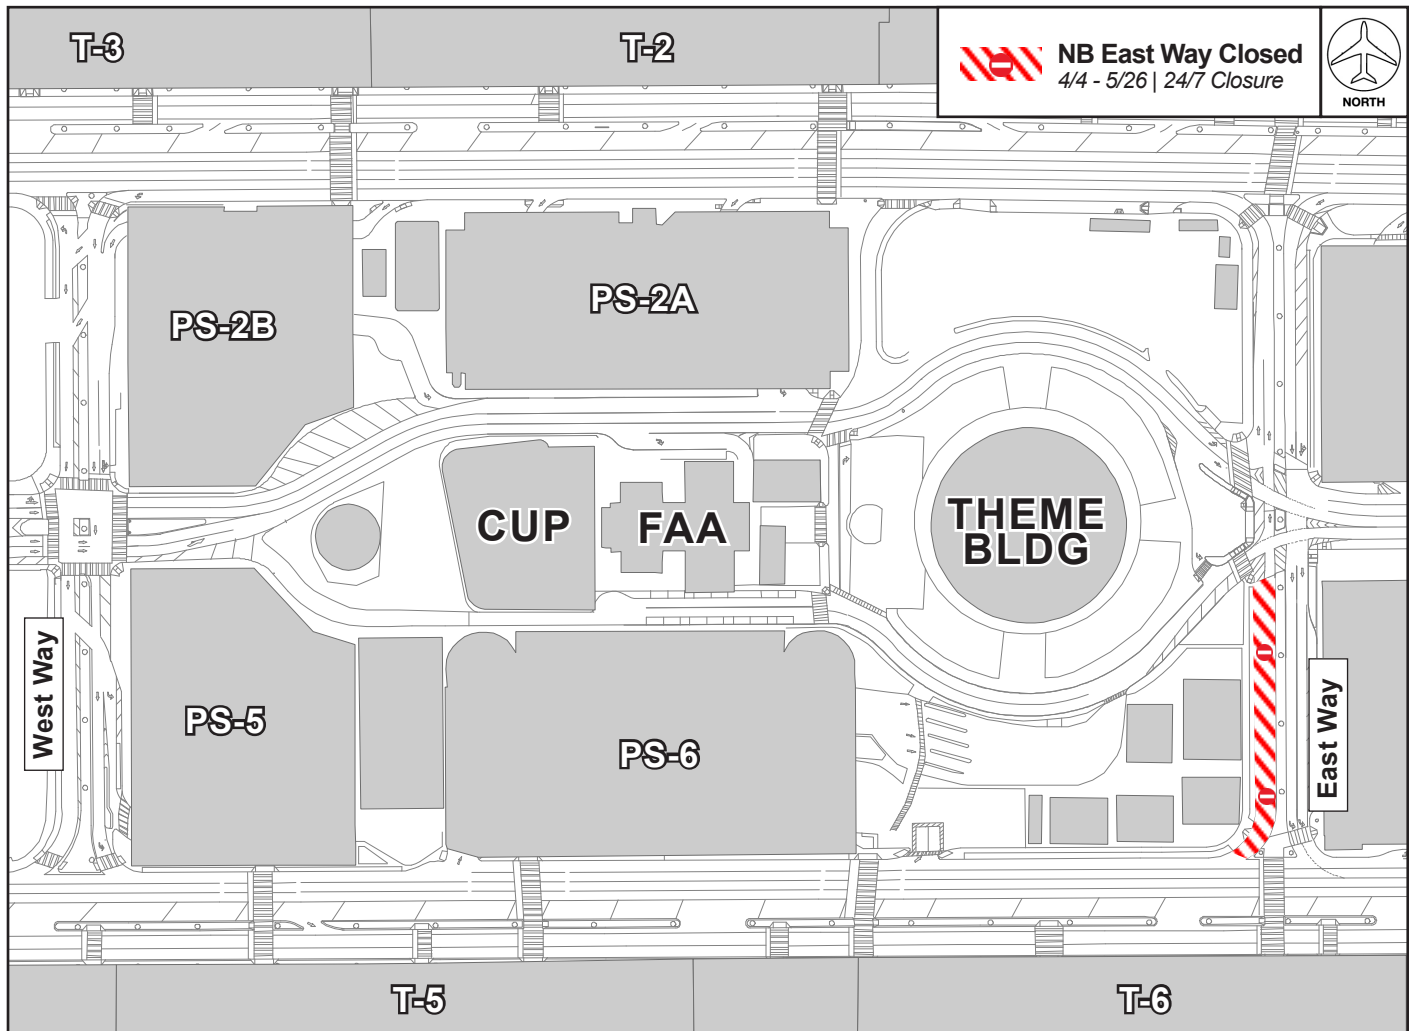 T-3
T-2
NB East Way Closed
4/4 - 5/26 | 24/7 Closure
NORTH
PS-2B
PS-2A
CUP
FAA
THEME
BLDG
West Way
PS-5
PS-6
East Way
T-5
T-6